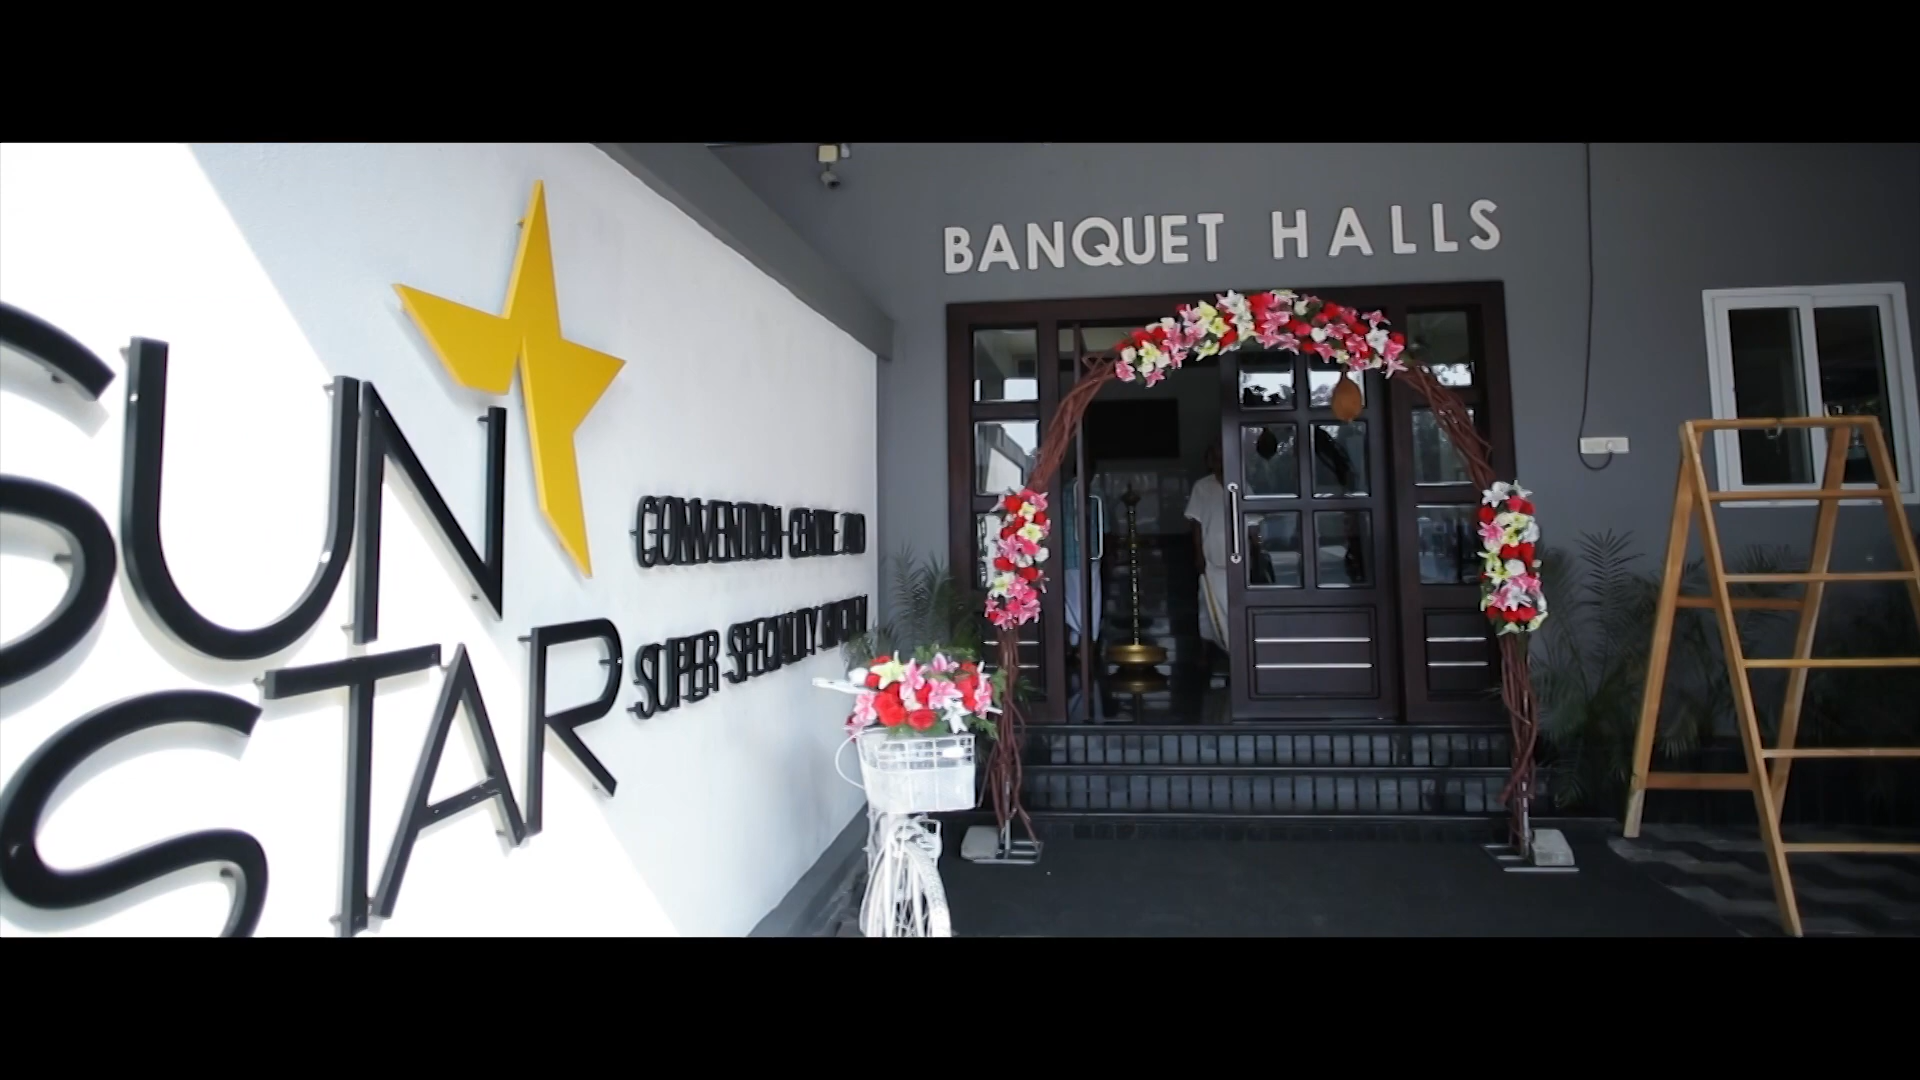 SUN
STAR
CONVENTION CENTRE AND
SUPER SPECIALITY
BANQUET HALLS